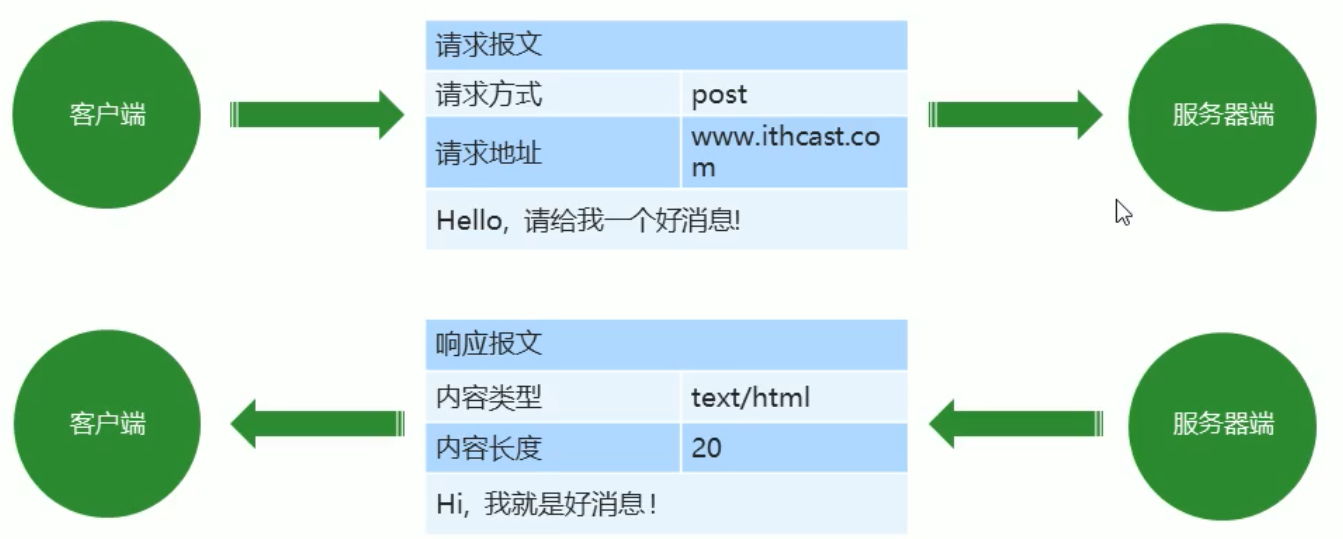 客户端
请求报文
请求方式 post
请求地址 www.ithcast.co
m
Hello, 请给我一个好消息!
服务器端
客户端
响应报文
内容类型 text/html
内容长度 20
Hi, 我就是好消息!
服务器端